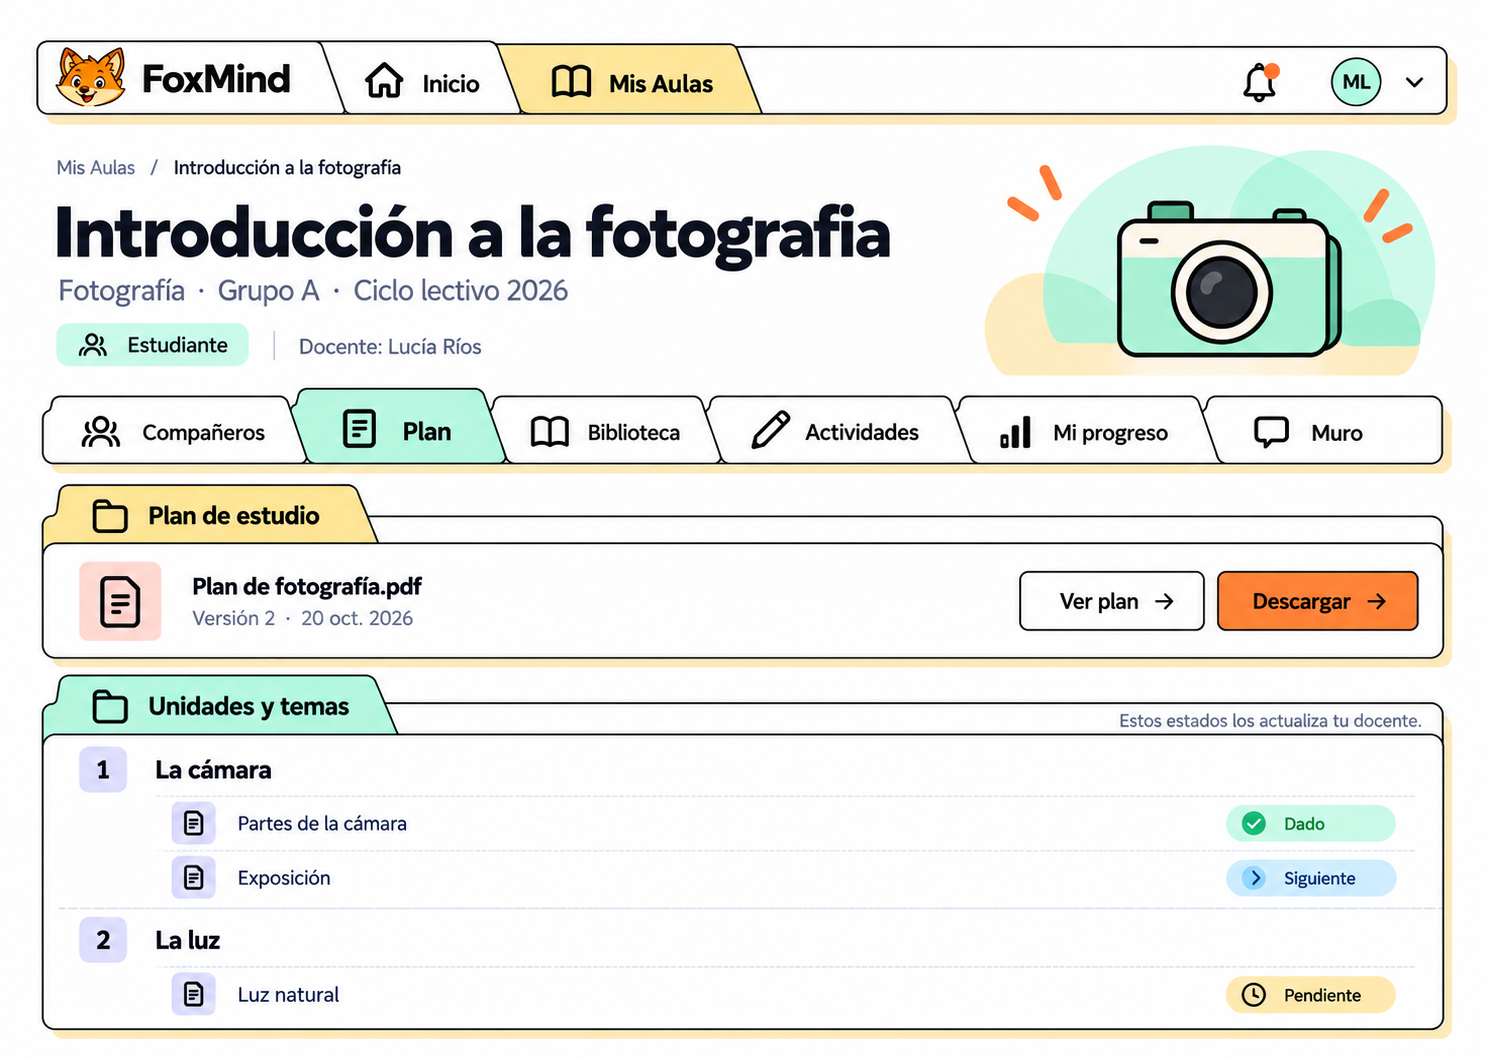 FoxMind
Inicio
Mis Aulas
ML
Mis Aulas / Introducción a la fotografía
Introducción a la fotografia
Fotografía · Grupo A · Ciclo lectivo 2026
Estudiante
Docente: Lucía Ríos
Compañeros
Plan
Biblioteca
Actividades
Mi progreso
Muro
Plan de estudio
Plan de fotografía.pdf
Versión 2 · 20 oct. 2026
Ver plan →
Descargar →
Unidades y temas
Estos estados los actualiza tu docente.
1 La cámara
Partes de la cámara
Dado
Exposición
Siguiente
2 La luz
Luz natural
Pendiente